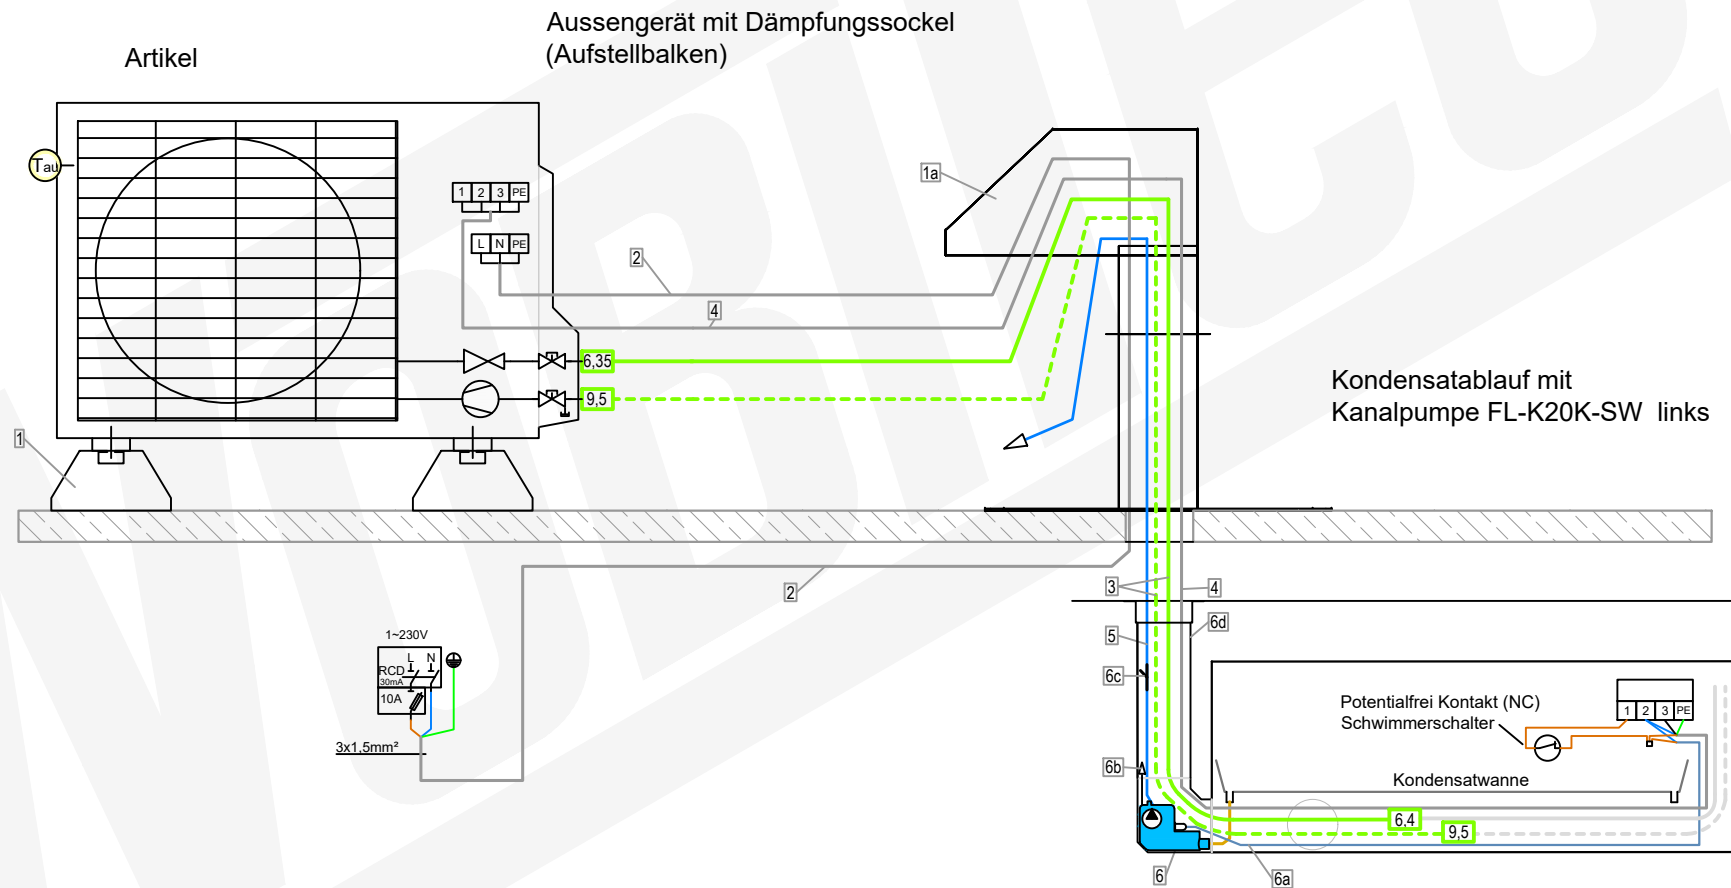 Aussengerät mit Dämpfungssockel
(Aufstellbalken)
Artikel
Tau
1 2 3 PE
L N PE
1a
2
4
6,35
9,5
Kondensatablauf mit
Kanalpumpe FL-K20K-SW links
1
2
3
4
5
6d
6c
1~230V
L N
RCD
30mA
10A
3x1,5mm²
Potentialfrei Kontakt (NC)
Schwimmerschalter
1 2 3 PE
6b
Kondensatwanne
6,4
9,5
6
6a